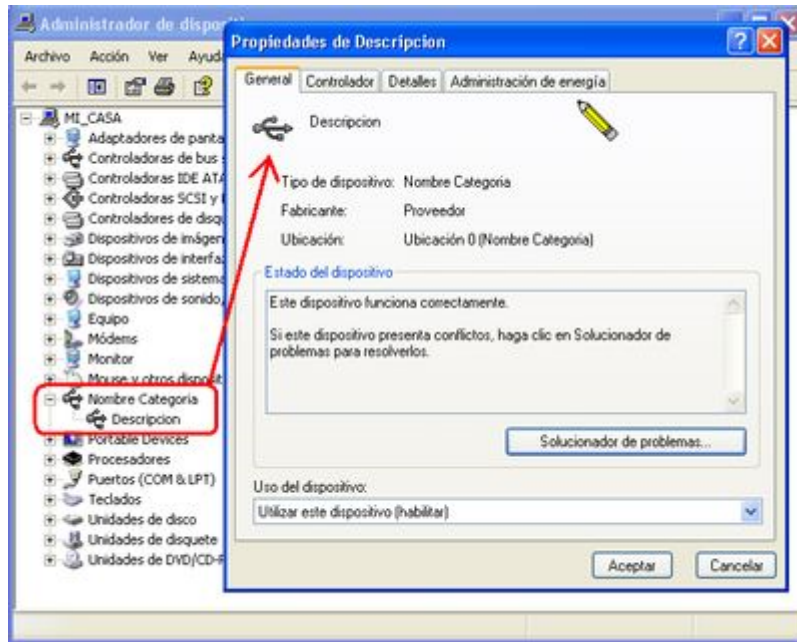 Administrador de disposi
Archivo Acción Ver Ayud
MI_CASA
Adaptadores de panta
Controladoras de bus
Controladoras IDE ATA
Controladoras SCSI y
Controladores de disq
Dispositivos de imágen
Dispositivos de interfa
Dispositivos de sistema
Dispositivos de sonido,
Equipo
Módems
Monitor
Mouse y otros disposit
Nombre Categoria
Descripcion
Portable Devices
Procesadores
Puertos (COM & LPT)
Teclados
Unidades de disco
Unidades de disquete
Unidades de DVD/CD-R
Propiedades de Descripcion
General Controlador Detalles Administración de energía
Descripcion
Tipo de dispositivo: Nombre Categoria
Fabricante: Proveedor
Ubicación: Ubicación 0 (Nombre Categoria)
Estado del dispositivo
Este dispositivo funciona correctamente.
Si este dispositivo presenta conflictos, haga clic en Solucionador de
problemas para resolverlos.
Solucionador de problemas...
Uso del dispositivo:
Utilizar este dispositivo (habilitar)
Aceptar Cancelar